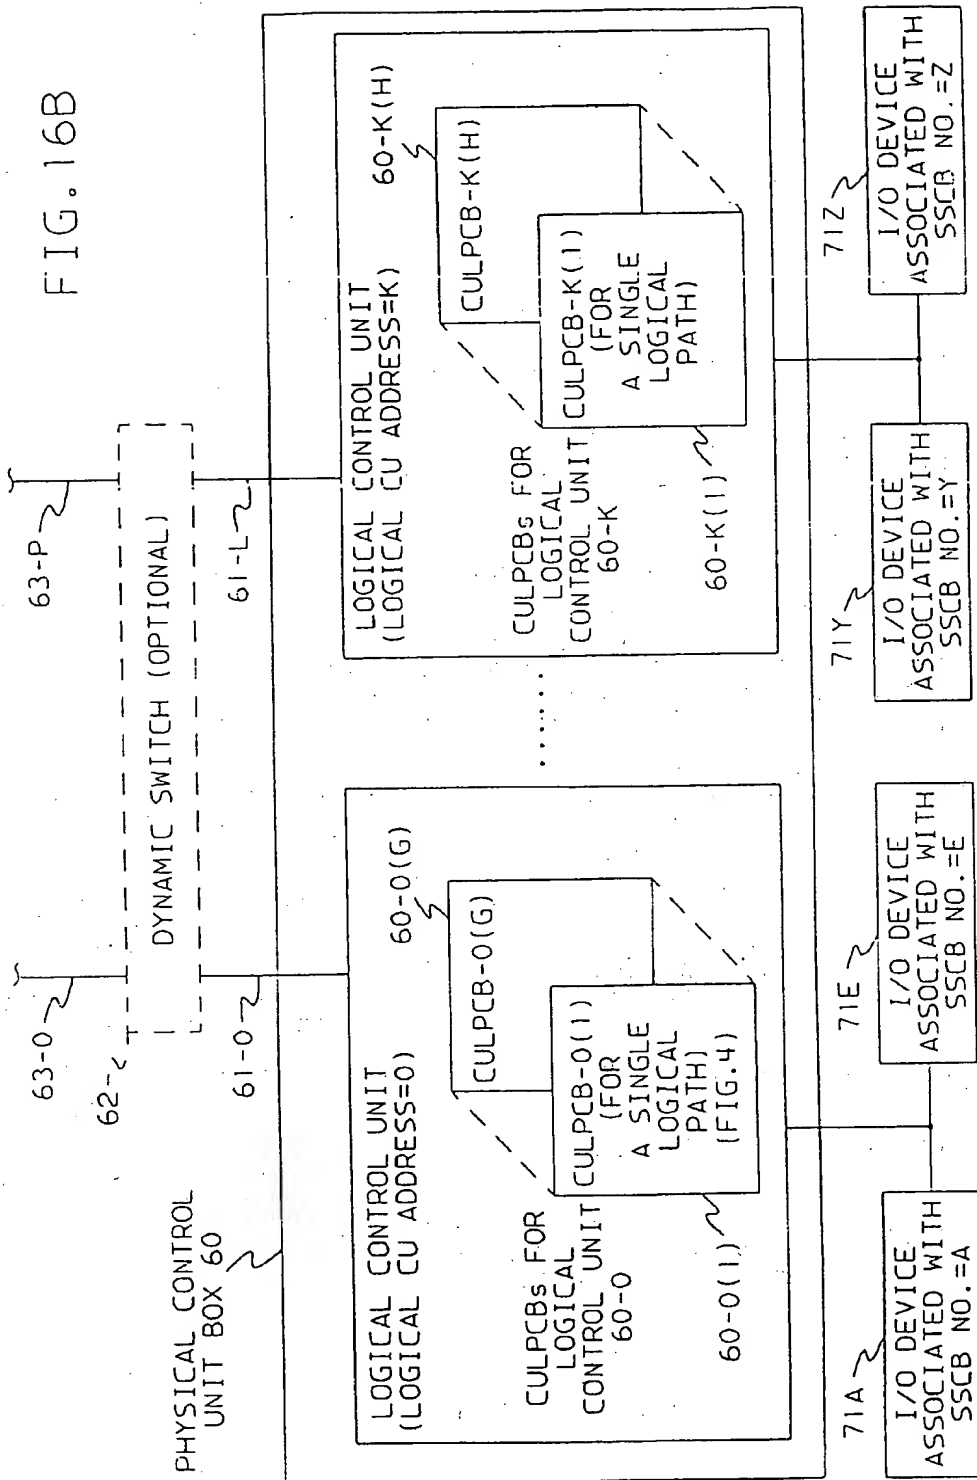 FIG.16B
63-0
63-P
62
DYNAMIC SWITCH (OPTIONAL)
61-0
61-L
PHYSICAL CONTROL
UNIT BOX 60
LOGICAL CONTROL UNIT
(LOGICAL CU ADDRESS=0)
60-0(G)
CULPCB-0(G)
CULPCBs FOR
LOGICAL
CONTROL UNIT
60-0
CULPCB-0(1)
(FOR
A SINGLE
LOGICAL
PATH)
(FIG.4)
60-0(1)
......
LOGICAL CONTROL UNIT
(LOGICAL CU ADDRESS=K)
60-K(H)
CULPCB-K(H)
CULPCBs FOR
LOGICAL
CONTROL UNIT
60-K
CULPCB-K(1)
(FOR
A SINGLE
LOGICAL
PATH)
60-K(1)
71A
I/O DEVICE
ASSOCIATED WITH
SSCB NO.=A
71E
I/O DEVICE
ASSOCIATED WITH
SSCB NO.=E
71Y
I/O DEVICE
ASSOCIATED WITH
SSCB NO.=Y
71Z
I/O DEVICE
ASSOCIATED WITH
SSCB NO.=Z